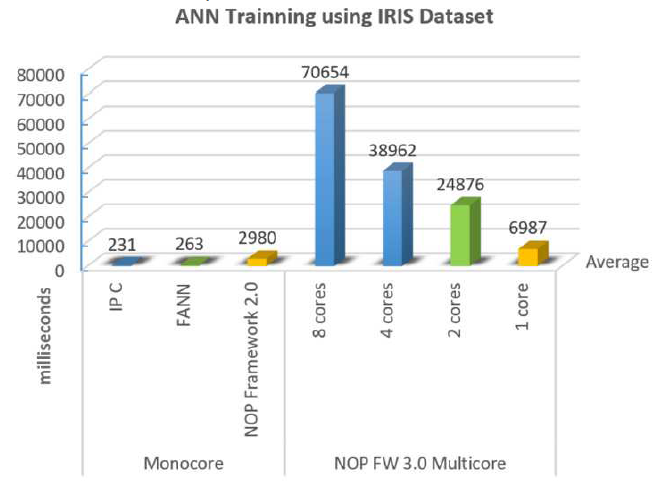 ANN Trainning using IRIS Dataset
80000
70000
60000
50000
40000
30000
20000
10000
0
231
263
2980
70654
38962
24876
6987
Average
milliseconds
IP C
FANN
NOP Framework 2.0
8 cores
4 cores
2 cores
1 core
Monocore
NOP FW 3.0 Multicore